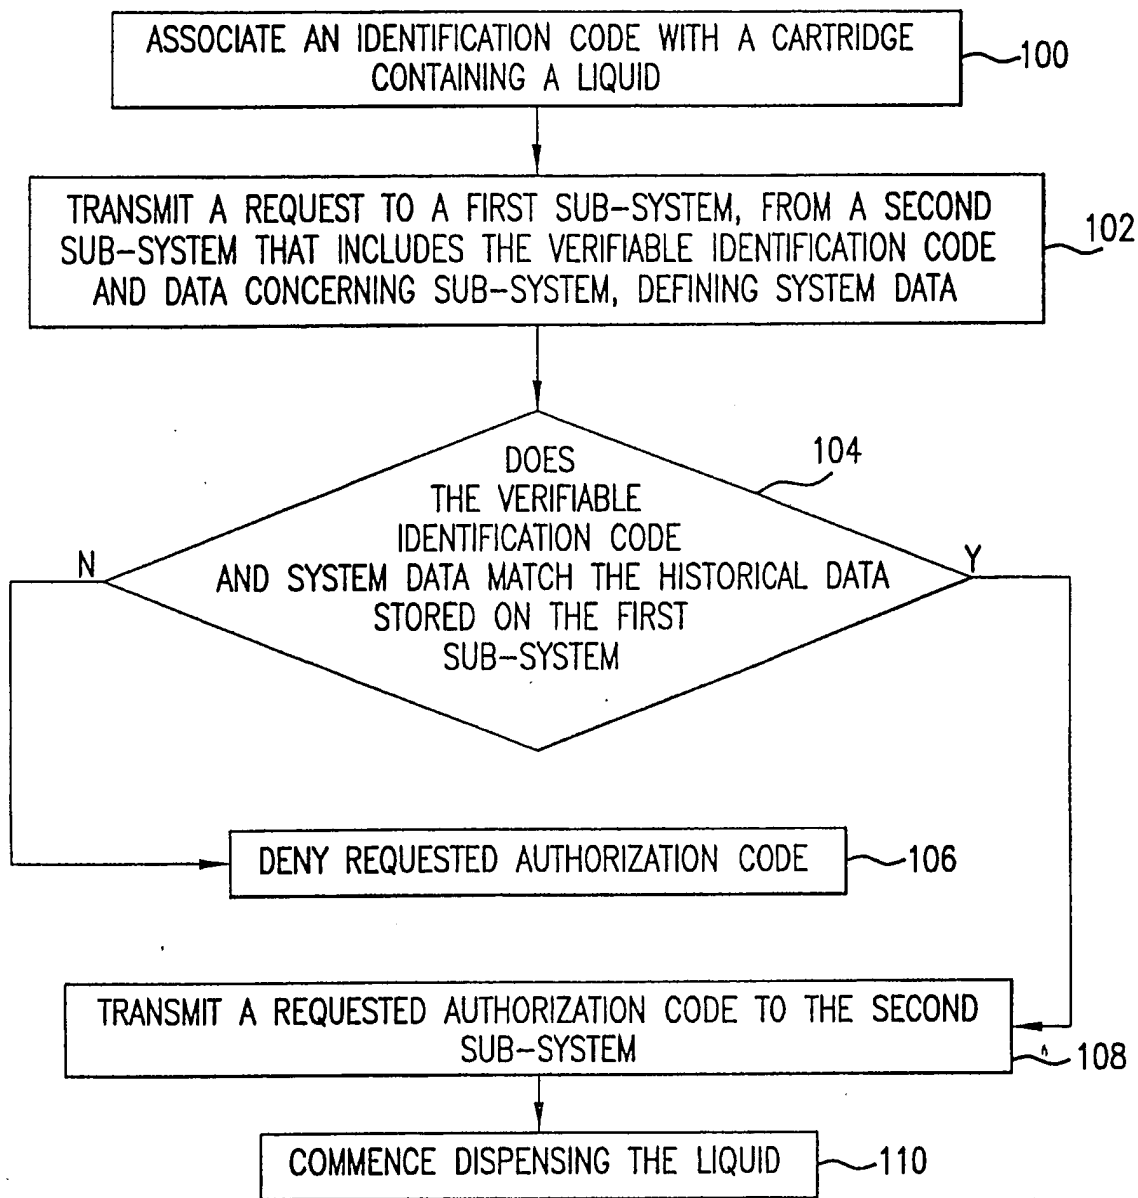 ASSOCIATE AN IDENTIFICATION CODE WITH A CARTRIDGE
CONTAINING A LIQUID
100
TRANSMIT A REQUEST TO A FIRST SUB-SYSTEM, FROM A SECOND
SUB-SYSTEM THAT INCLUDES THE VERIFIABLE IDENTIFICATION CODE
AND DATA CONCERNING SUB-SYSTEM, DEFINING SYSTEM DATA
102
DOES
THE VERIFIABLE
IDENTIFICATION CODE
AND SYSTEM DATA MATCH THE HISTORICAL DATA
STORED ON THE FIRST
SUB-SYSTEM
104
N
Y
DENY REQUESTED AUTHORIZATION CODE
106
TRANSMIT A REQUESTED AUTHORIZATION CODE TO THE SECOND
SUB-SYSTEM
108
COMMENCE DISPENSING THE LIQUID
110